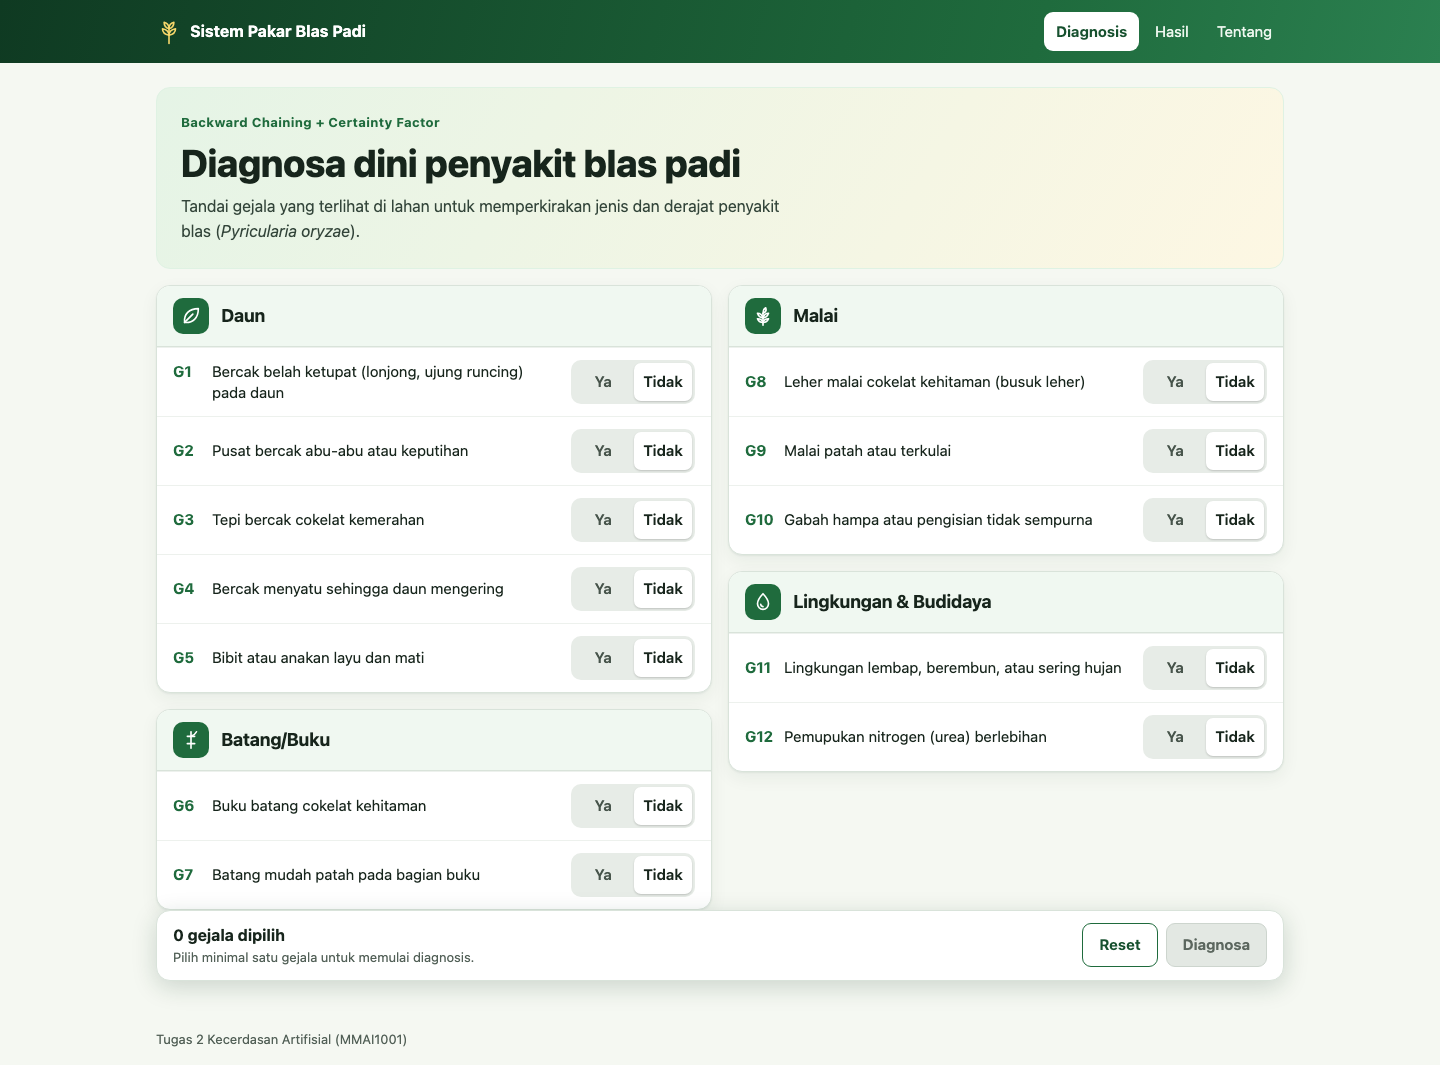 Sistem Pakar Blas Padi
Diagnosis
Hasil
Tentang
Backward Chaining + Certainty Factor
Diagnosa dini penyakit blas padi
Tandai gejala yang terlihat di lahan untuk memperkirakan jenis dan derajat penyakit
blas (Pyricularia oryzae).
Daun
G1 Bercak belah ketupat (lonjong, ujung runcing)
pada daun
Ya Tidak
G2 Pusat bercak abu-abu atau keputihan Ya Tidak
G3 Tepi bercak cokelat kemerahan Ya Tidak
G4 Bercak menyatu sehingga daun mengering Ya Tidak
G5 Bibit atau anakan layu dan mati Ya Tidak
Batang/Buku
G6 Buku batang cokelat kehitaman Ya Tidak
G7 Batang mudah patah pada bagian buku Ya Tidak
Malai
G8 Leher malai cokelat kehitaman (busuk leher) Ya Tidak
G9 Malai patah atau terkulai Ya Tidak
G10 Gabah hampa atau pengisian tidak sempurna Ya Tidak
Lingkungan & Budidaya
G11 Lingkungan lembap, berembun, atau sering hujan Ya Tidak
G12 Pemupukan nitrogen (urea) berlebihan Ya Tidak
0 gejala dipilih
Pilih minimal satu gejala untuk memulai diagnosis.
Reset
Diagnosa
Tugas 2 Kecerdasan Artifisial (MMAI1001)